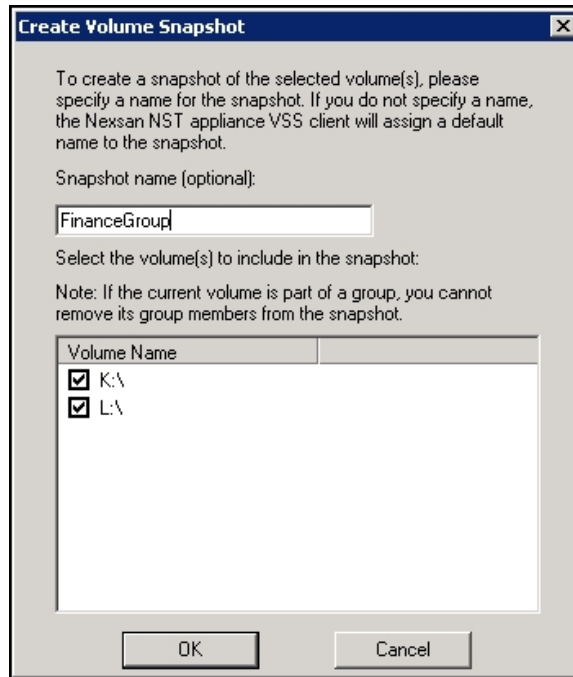 Create Volume Snapshot
To create a snapshot of the selected volume(s), please
specify a name for the snapshot. If you do not specify a name,
the Nexsan NST appliance VSS client will assign a default
name to the snapshot.
Snapshot name (optional):
FinanceGroup
Select the volume(s) to include in the snapshot:
Note: If the current volume is part of a group, you cannot
remove its group members from the snapshot.
Volume Name
K:\
L:\
OK
Cancel